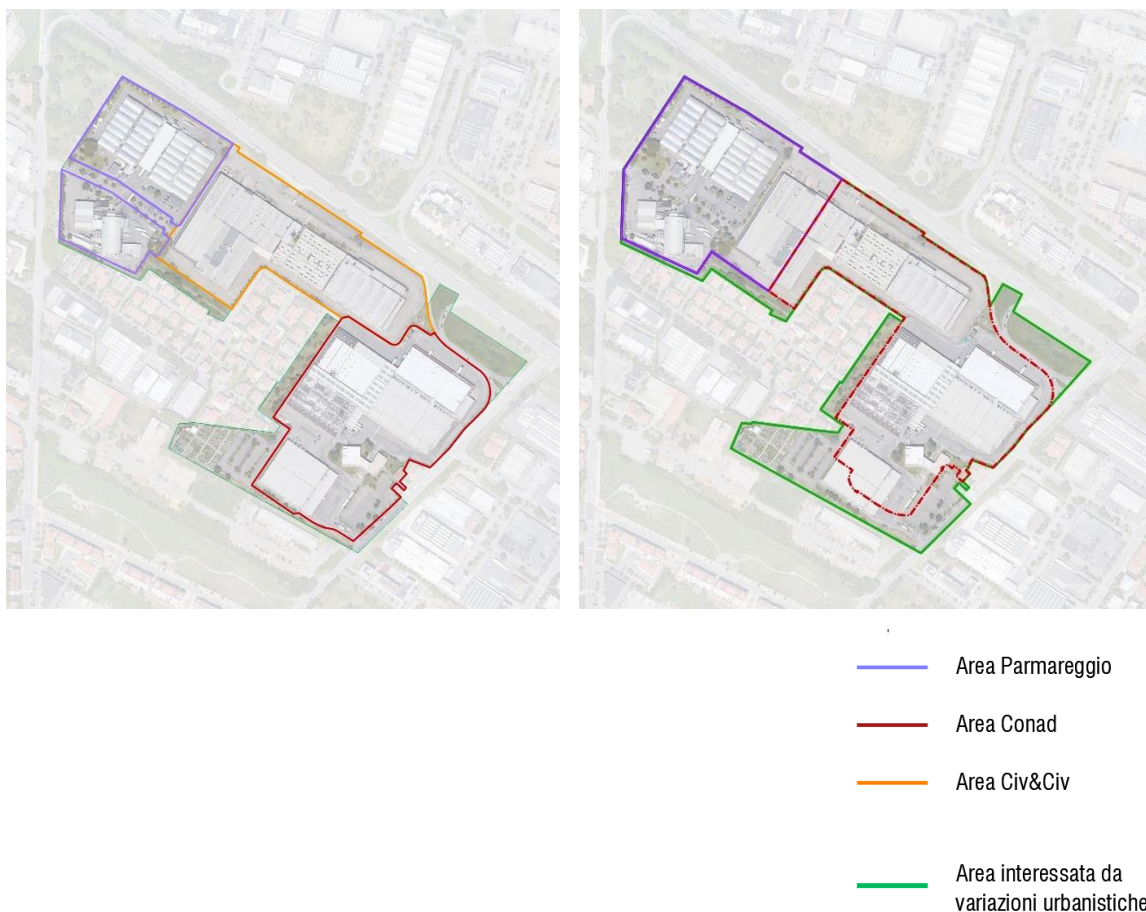 Area Parmareggio
Area Conad
Area Civ&Civ
Area interessata da
variazioni urbanistiche